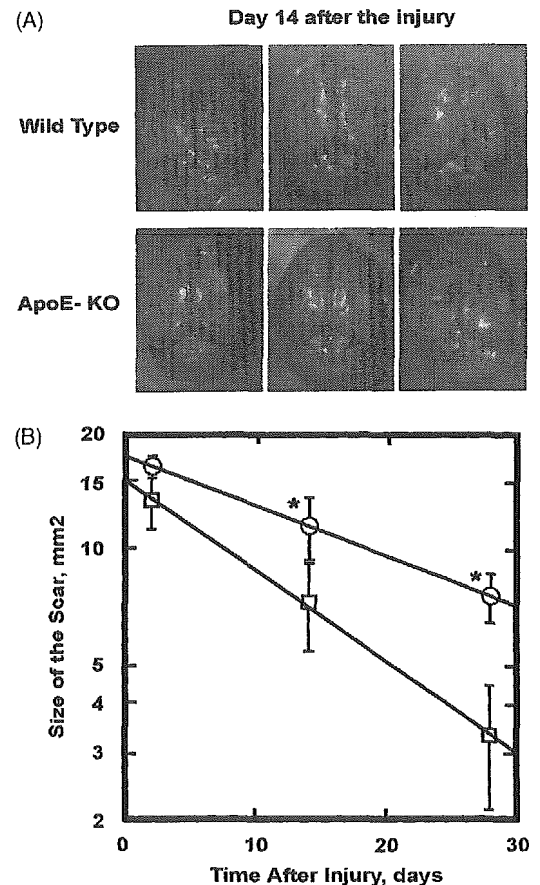 (A)
Day 14 after the injury
Wild Type
ApoE- KO
(B)
Size of the Scar, mm2
20
15
10
5
4
3
2
*
*
0
10
20
30
Time After Injury, days